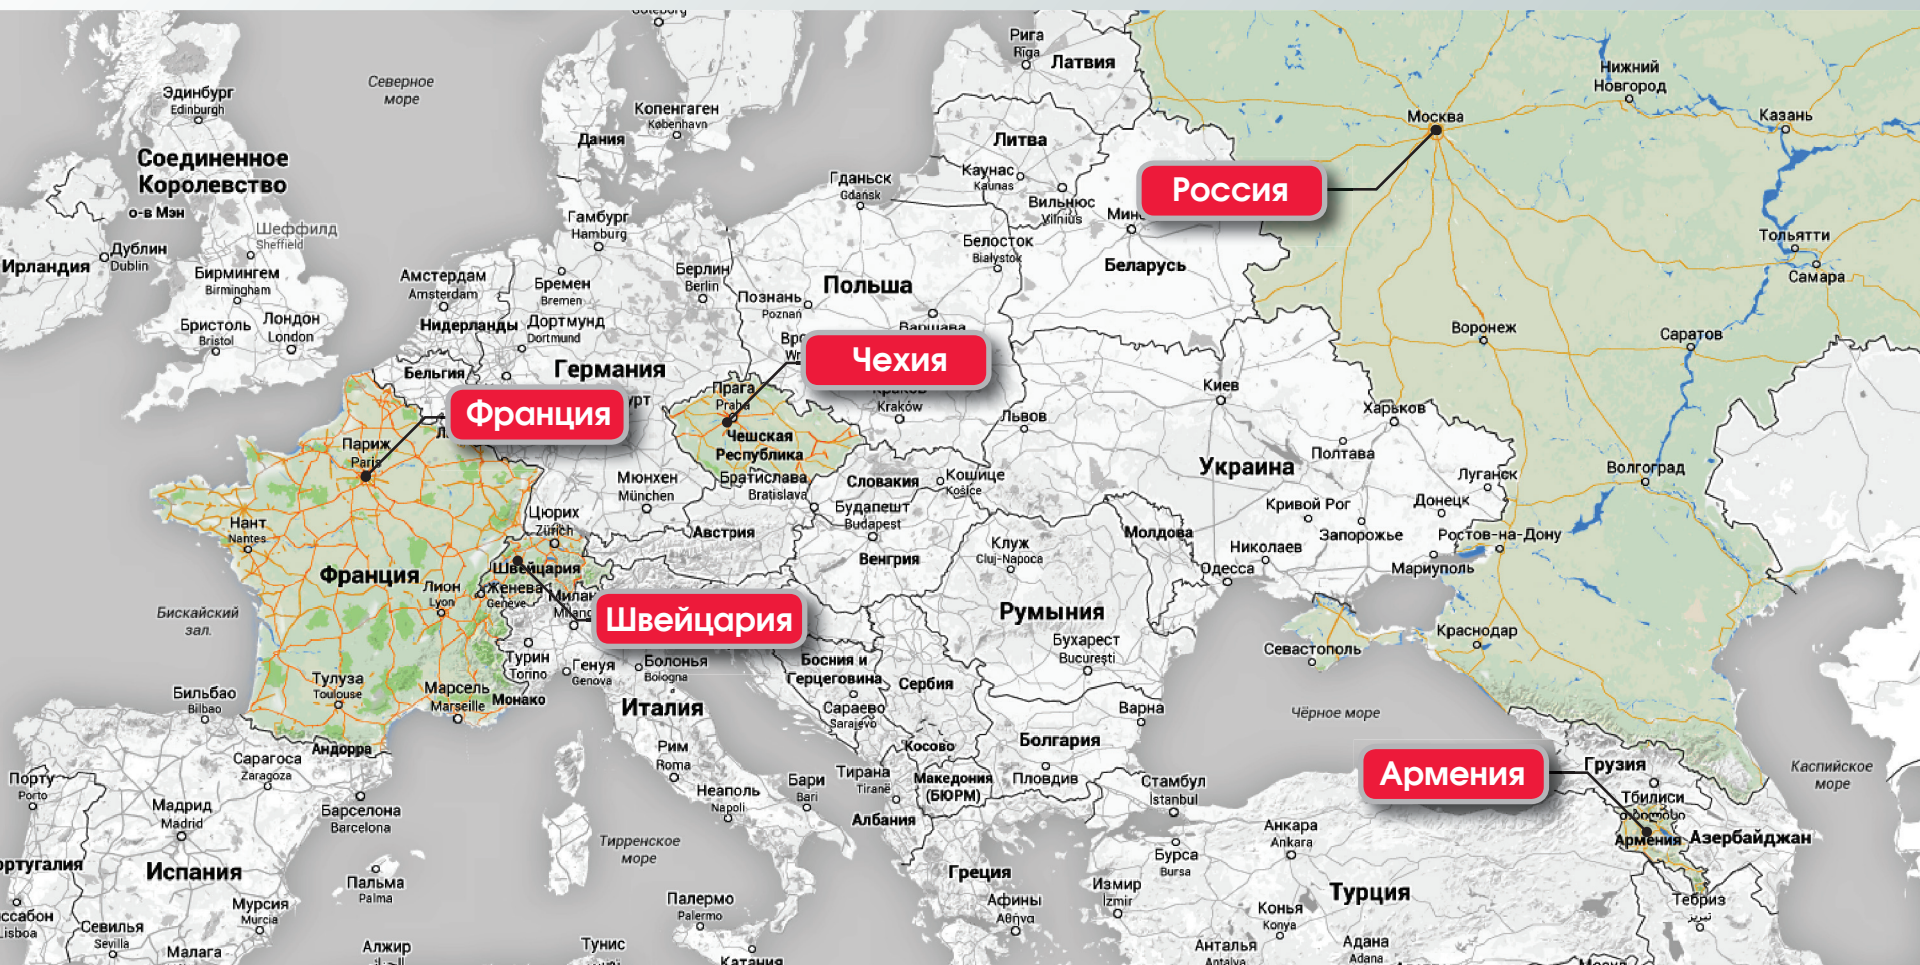 Göteborg
Рига
Rīga
Латвия
Северное
море
Эдинбург
Edinburgh
Нижний
Новгород
Копенгаген
København
Москва
Казань
Дания
Литва
Соединенное
Королевство
Каунас
Kaunas
Гданьск
Gdańsk
Россия
о-в Мэн
Вильнюс
Vilnius
Гамбург
Hamburg
Шеффилд
Sheffield
Тольятти
Дублин
Dublin
Белосток
Białystok
Ирландия
Бирмингем
Birmingham
Амстердам
Amsterdam
Бремен
Bremen
Берлин
Berlin
Беларусь
Самара
Польша
Познань
Poznań
Нидерланды
Дортмунд
Dortmund
Бристоль
Bristol
Лондон
London
Варшава
Воронеж
Саратов
Чехия
Бельгия
Германия
Прага
Praha
Киев
Краков
Kraków
Франция
Львов
Харьков
Париж
Paris
Чешская
Республика
Полтава
Украина
Волгоград
Мюнхен
München
Братислава
Bratislava
Словакия
Кошице
Košice
Луганск
Кривой Рог
Донецк
Цюрих
Zürich
Будапешт
Budapest
Нант
Nantes
Австрия
Молдова
Запорожье
Ростов-на-Дону
Клуж
Cluj-Napoca
Николаев
Венгрия
Швейцария
Одесса
Мариуполь
Франция
Лион
Lyon
Женева
Genève
Милан
Milano
Бискайский
зал.
Швейцария
Румыния
Краснодар
Бухарест
București
Севастополь
Турин
Torino
Генуя
Genova
Болонья
Bologna
Босния и
Герцеговина
Сербия
Тулуза
Toulouse
Марсель
Marseille
Монако
Бильбао
Bilbao
Италия
Сараево
Sarajevo
Варна
Чёрное море
Андорра
Рим
Roma
Косово
Болгария
Сарагоса
Zaragoza
Порту
Porto
Бари
Bari
Тирана
Tiranë
Македония
(БЮРМ)
Пловдив
Стамбул
İstanbul
Армения
Грузия
Каспийское
море
Неаполь
Napoli
Тбилиси
თბილისი
Мадрид
Madrid
Барселона
Barcelona
Албания
Анкара
Ankara
Армения
Азербайджан
Тирренское
море
Бурса
Bursa
Испания
Пальма
Palma
Греция
Измир
İzmir
Турция
Палермо
Palermo
Афины
Αθήνα
Мурсия
Murcia
Конья
Konya
Тебриз
تبریز
Севилья
Sevilla
Малага
Алжир
Тунис
Катания
Анталья
Antalya
Адана
Adana